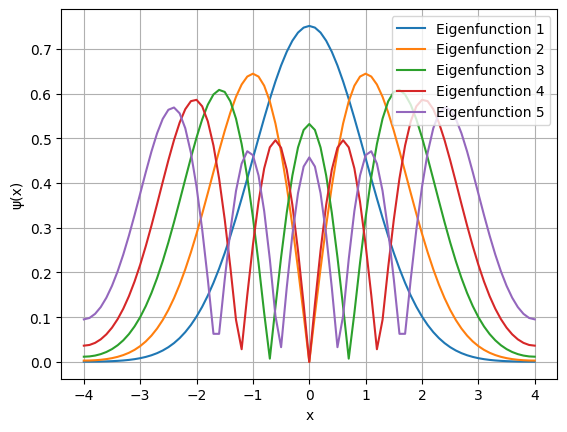 Eigenfunction 1
Eigenfunction 2
Eigenfunction 3
Eigenfunction 4
Eigenfunction 5
ψ(x)
0.7
0.6
0.5
0.4
0.3
0.2
0.1
0.0
−4 −3 −2 −1 0 1 2 3 4
x